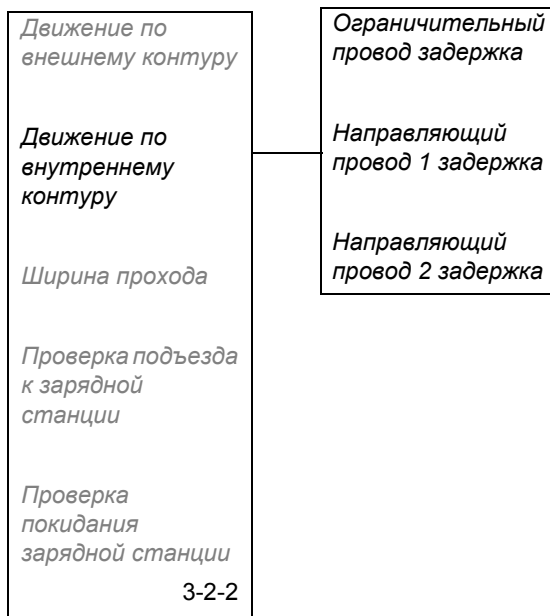 Движение по
внешнему контуру
Движение по
внутреннему
контуру
Ширина прохода
Проверка подъезда
к зарядной
станции
Проверка
покидания
зарядной станции
3-2-2
Ограничительный
провод задержка
Направляющий
провод 1 задержка
Направляющий
провод 2 задержка